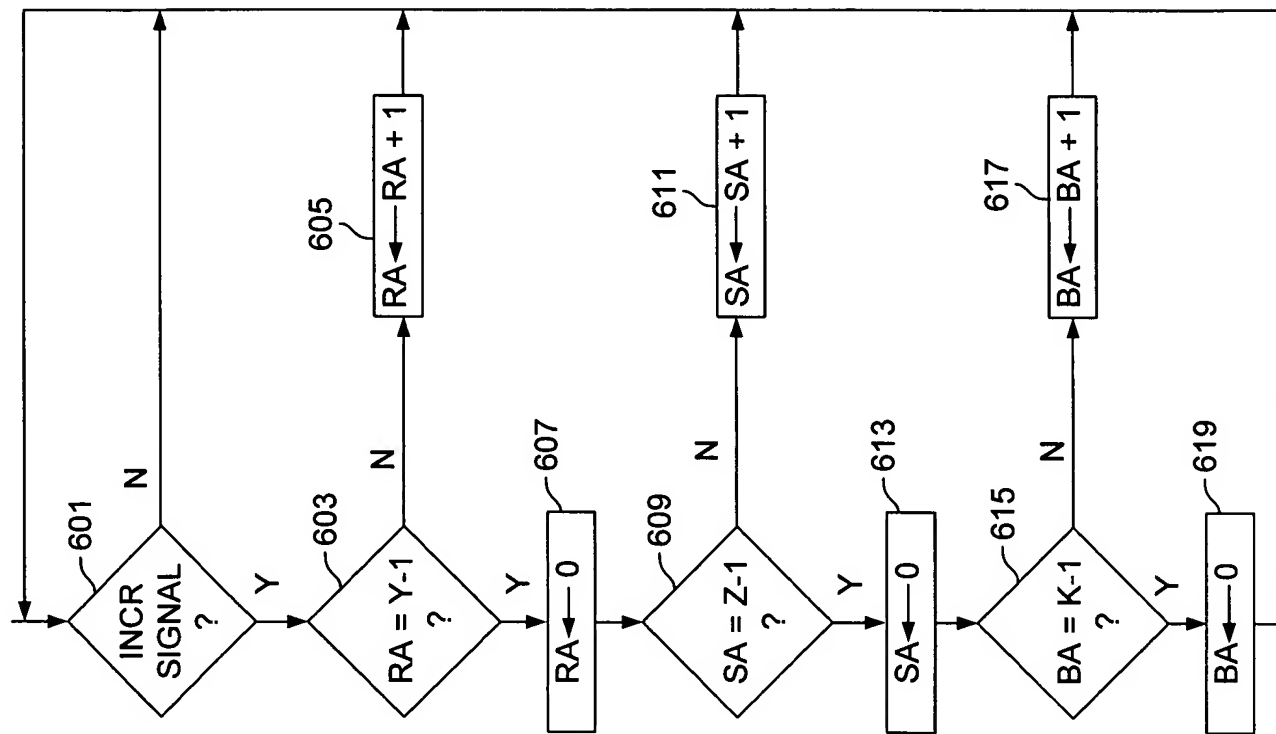 601
INCR
SIGNAL
?
N
Y
603
RA = Y-1
?
N
Y
605
RA ← RA + 1
607
RA ← 0
609
SA = Z-1
?
N
Y
611
SA ← SA + 1
613
SA ← 0
615
BA = K-1
?
N
Y
617
BA ← BA + 1
619
BA ← 0